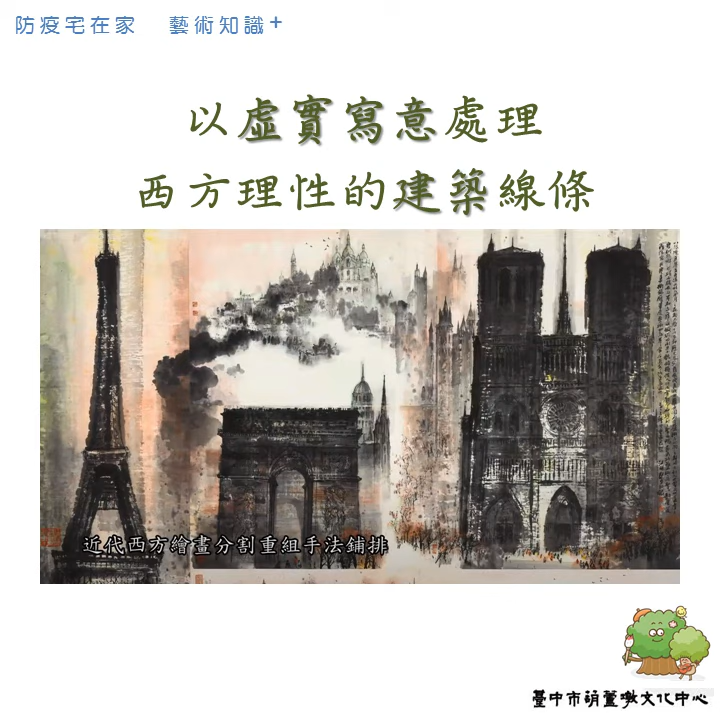 防疫宅在家 藝術知識+
以虛實寫意處理
西方理性的建築線條
近代西方繪畫分割重組手法鋪排
臺中市葫蘆墩文化中心